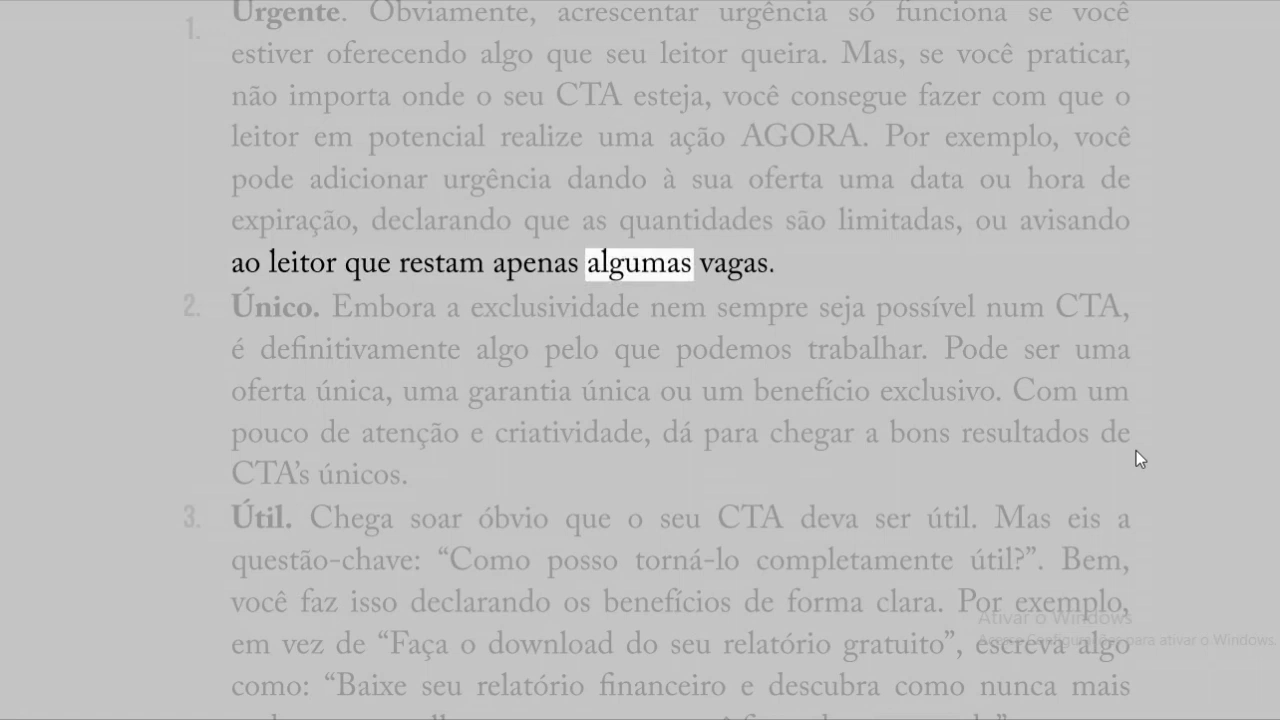 1. Urgente. Obviamente, acrescentar urgência só funciona se você
estiver oferecendo algo que seu leitor queira. Mas, se você praticar,
não importa onde o seu CTA esteja, você consegue fazer com que o
leitor em potencial realize uma ação AGORA. Por exemplo, você
pode adicionar urgência dando à sua oferta uma data ou hora de
expiração, declarando que as quantidades são limitadas, ou avisando
ao leitor que restam apenas algumas vagas.
2. Único. Embora a exclusividade nem sempre seja possível num CTA,
é definitivamente algo pelo que podemos trabalhar. Pode ser uma
oferta única, uma garantia única ou um benefício exclusivo. Com um
pouco de atenção e criatividade, dá para chegar a bons resultados de
CTA’s únicos.
3. Útil. Chega soar óbvio que o seu CTA deva ser útil. Mas eis a
questão-chave: “Como posso torná-lo completamente útil?”. Bem,
você faz isso declarando os benefícios de forma clara. Por exemplo,
Ativar o Windows
em vez de “Faça o download do seu relatório gratuito”, escreva algo
Acesse Configurações para ativar o Windows.
como: “Baixe seu relatório financeiro e descubra como nunca mais